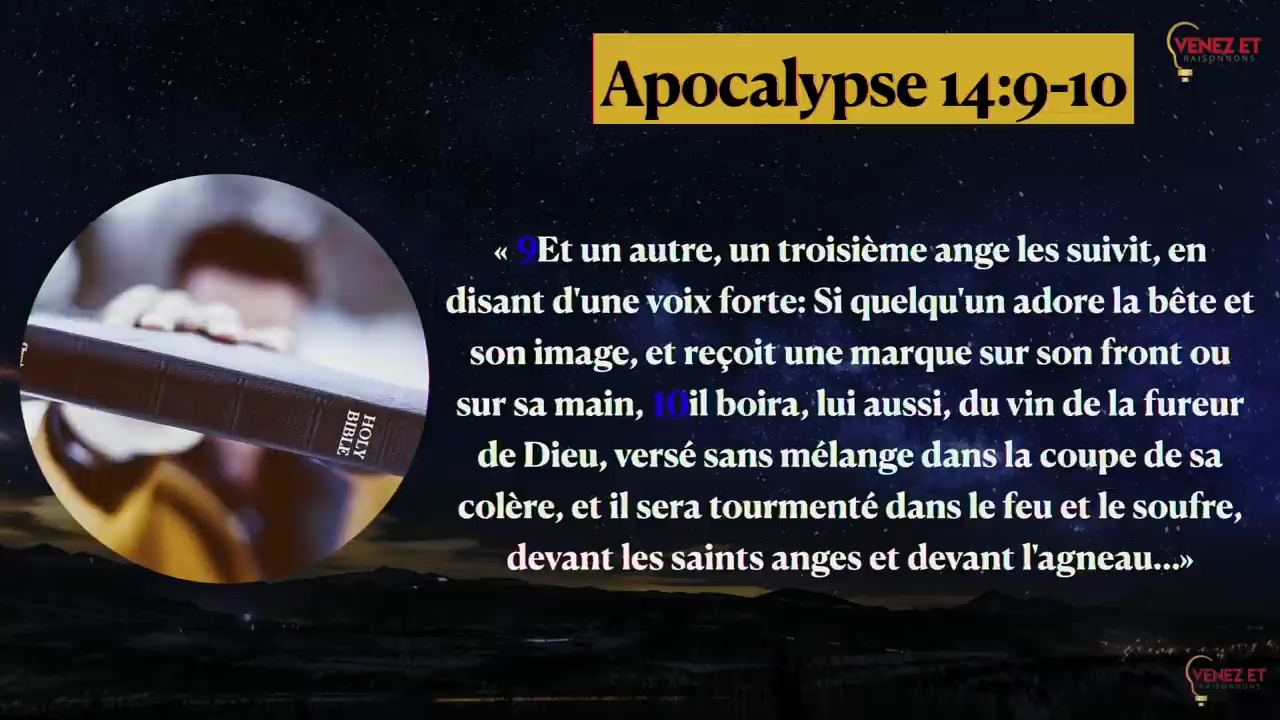 Apocalypse 14:9-10
VENEZ ET
RAISONNONS
« 9Et un autre, un troisième ange les suivit, en
disant d'une voix forte: Si quelqu'un adore la bête et
son image, et reçoit une marque sur son front ou
sur sa main, 10il boira, lui aussi, du vin de la fureur
de Dieu, versé sans mélange dans la coupe de sa
colère, et il sera tourmenté dans le feu et le soufre,
devant les saints anges et devant l'agneau...»
HOLY
BIBLE
VENEZ ET
RAISONNONS